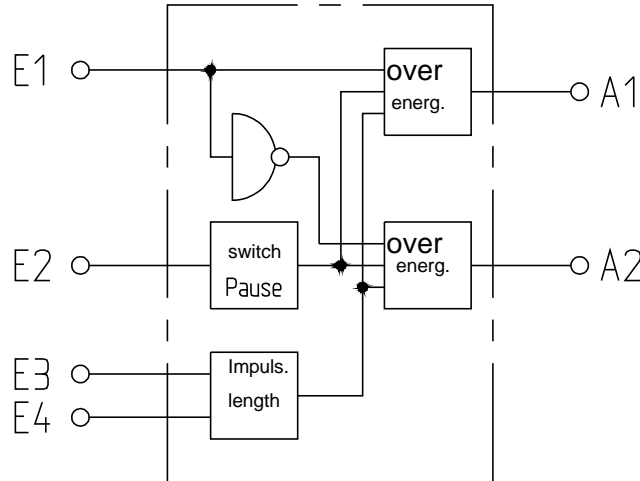 E1
over
energ.
A1
E2
switch
Pause
over
energ.
A2
E3
Impuls.
length
E4